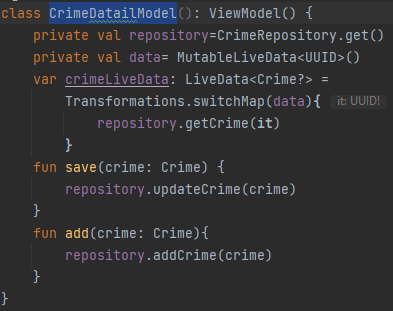 class CrimeDatailModel(): ViewModel() {
    private val repository=CrimeRepository.get()
    private val data= MutableLiveData<UUID>()
    var crimeLiveData: LiveData<Crime?> =
        Transformations.switchMap(data){ it: UUID!
            repository.getCrime(it)
        }
    fun save(crime: Crime) {
        repository.updateCrime(crime)
    }
    fun add(crime: Crime){
        repository.addCrime(crime)
    }
}